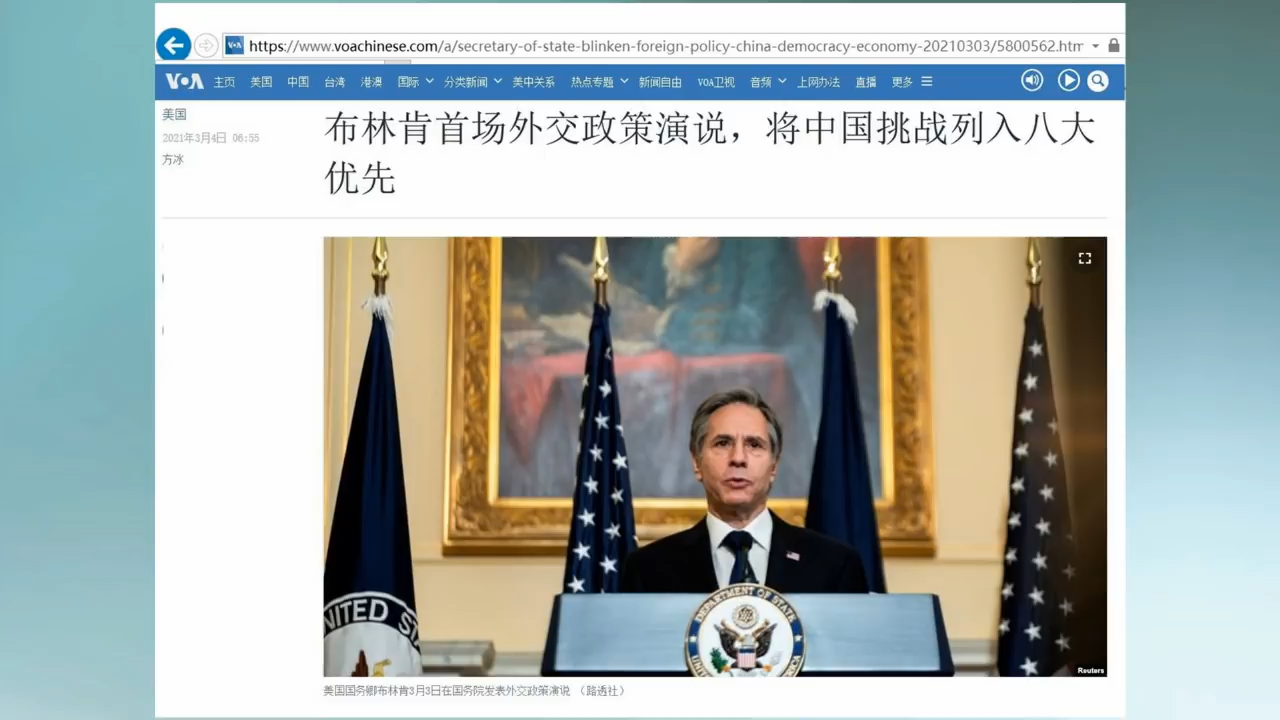 https://www.voachinese.com/a/secretary-of-state-blinken-foreign-policy-china-democracy-economy-20210303/5800562.htm
VOA 主页 美国 中国 台湾 港澳 国际 分类新闻 美中关系 热点专题 新闻自由 VOA卫视 音频 上网办法 直播 更多
美国
2021年3月4日 06:55
方冰
布林肯首场外交政策演说，将中国挑战列入八大
优先
NITED ST
DEPARTMENT OF STATE
Reuters
美国国务卿布林肯3月3日在国务院发表外交政策演说 （路透社）